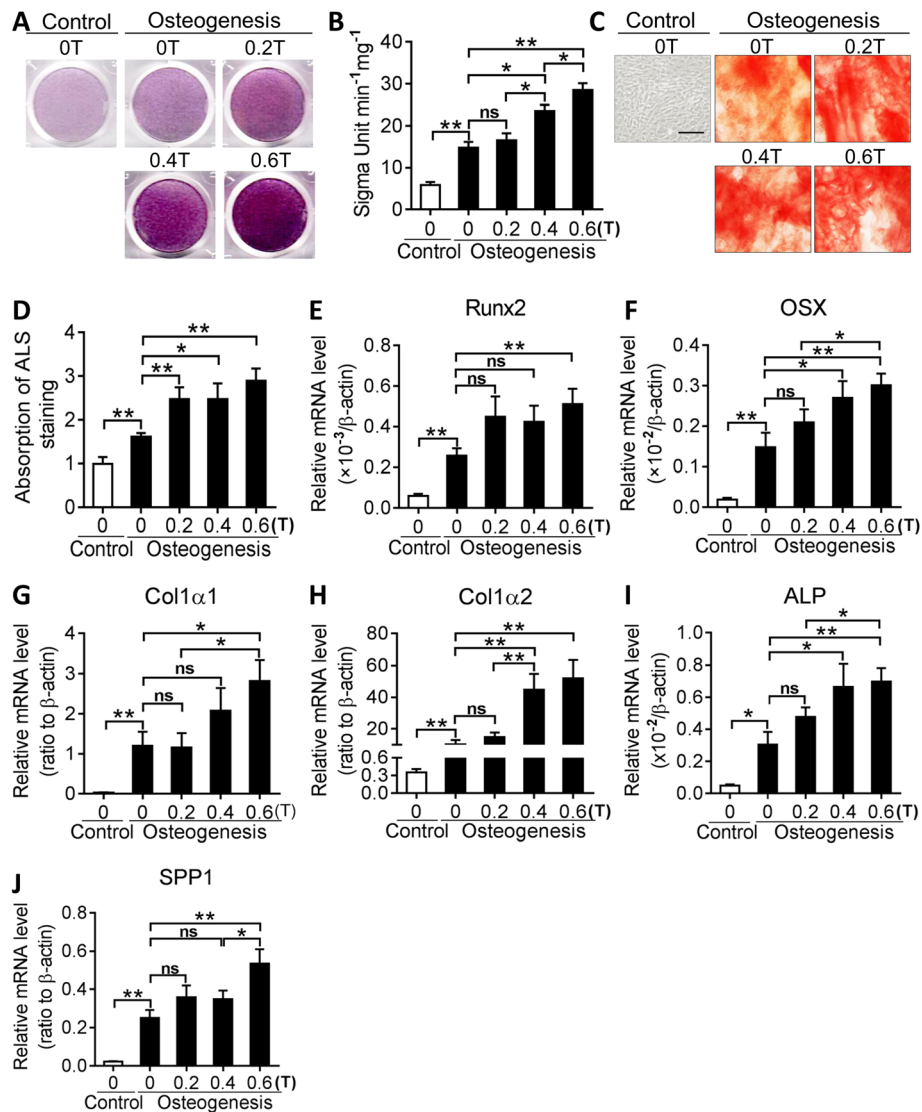 A
Control
Osteogenesis
0T
0T
0.2T
0.4T
0.6T
B
Sigma Unit min⁻¹mg⁻¹
40
30
20
10
0
**
*
*
*
ns
**
0
0
0.2
0.4
0.6(T)
Control
Osteogenesis
C
Control
Osteogenesis
0T
0T
0.2T
0.4T
0.6T
D
Absorption of ALS
staining
4
3
2
1
0
**
*
**
**
0
0
0.2
0.4
0.6(T)
Control
Osteogenesis
E
Runx2
Relative mRNA level
(×10⁻³/β-actin)
0.8
0.6
0.4
0.2
0.0
**
ns
ns
**
0
0
0.2
0.4
0.6(T)
Control
Osteogenesis
F
OSX
Relative mRNA level
(×10⁻²/β-actin)
0.4
0.3
0.2
0.1
0.0
*
**
*
ns
**
0
0
0.2
0.4
0.6(T)
Control
Osteogenesis
G
Col1α1
Relative mRNA level
(ratio to β-actin)
4
3
2
1
0
*
*
ns
ns
**
0
0
0.2
0.4
0.6(T)
Control
Osteogenesis
H
Col1α2
Relative mRNA level
(ratio to β-actin)
80
60
40
20
0.6
0.3
0.0
**
**
**
ns
**
0
0
0.2
0.4
0.6(T)
Control
Osteogenesis
I
ALP
Relative mRNA level
(x10⁻²/β-actin)
1.0
0.8
0.6
0.4
0.2
0.0
*
**
*
ns
*
0
0
0.2
0.4
0.6(T)
Control
Osteogenesis
J
SPP1
Relative mRNA level
(ratio to β-actin)
0.8
0.6
0.4
0.2
0.0
**
ns
*
ns
**
0
0
0.2
0.4
0.6(T)
Control
Osteogenesis